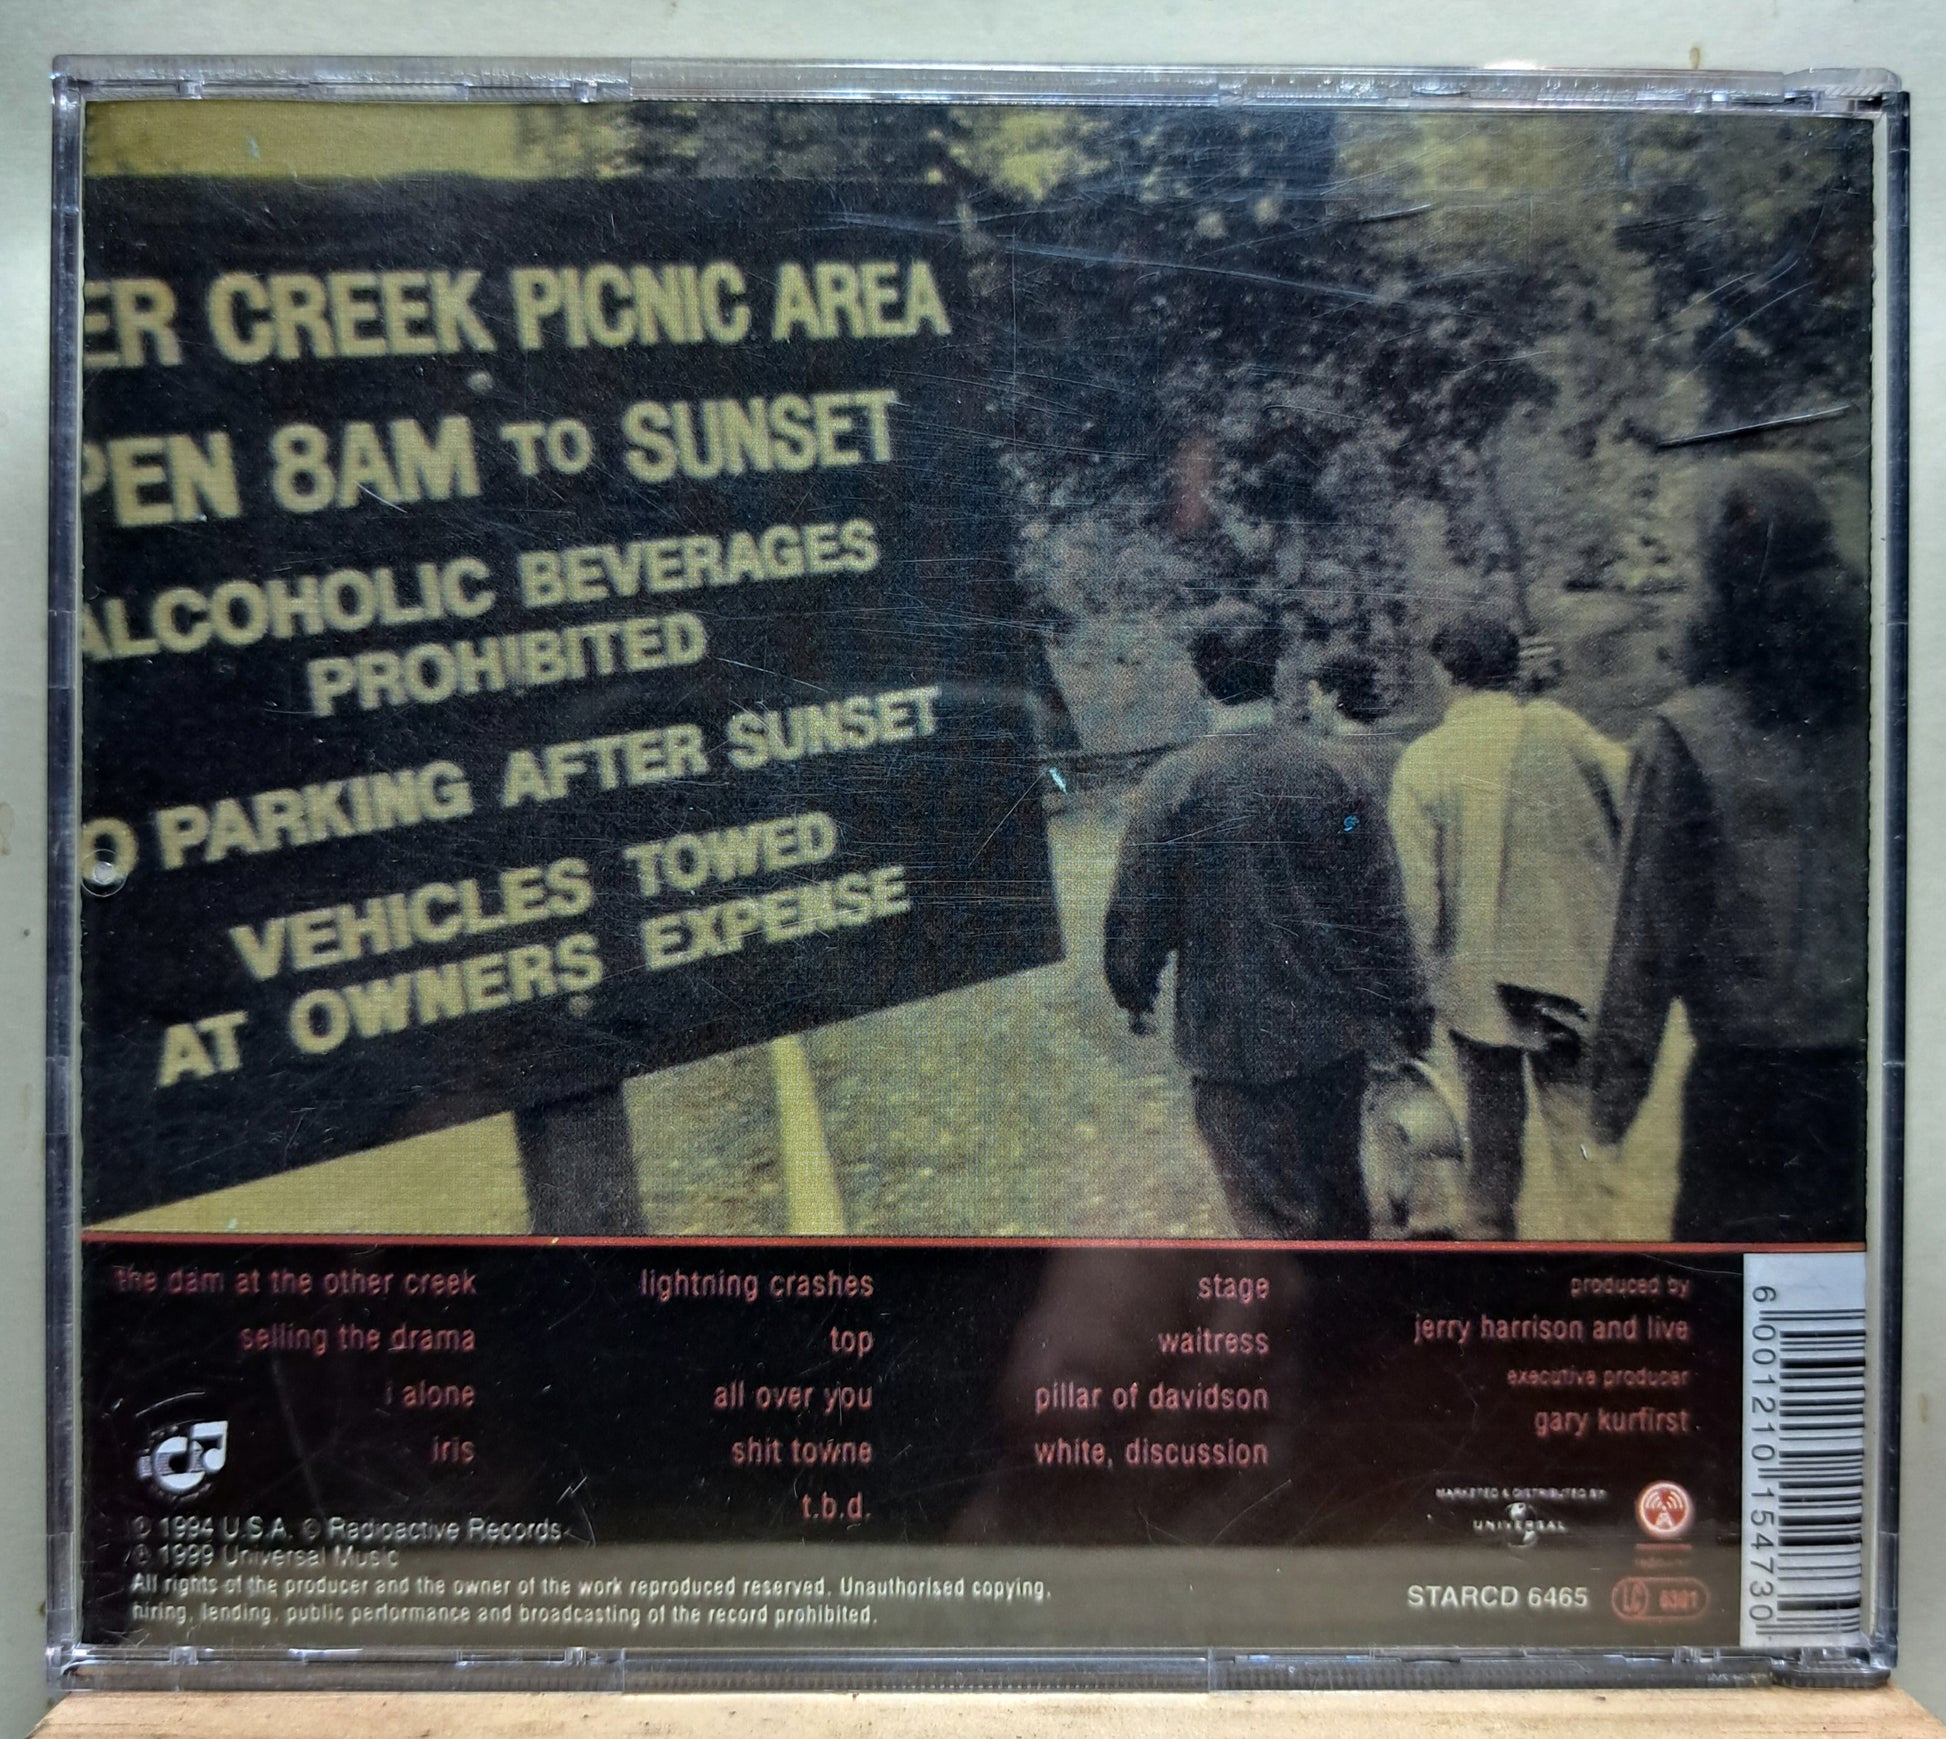 ER CREEK PICNIC AREA
PEN 8AM TO SUNSET
ALCOHOLIC BEVERAGES
PROHIBITED
O PARKING AFTER SUNSET
VEHICLES TOWED
AT OWNERS EXPENSE
the dam at the other creek
selling the drama
i alone
iris
lightning crashes
top
all over you
shit towne
t.b.d.
stage
waitress
pillar of davidson
white, discussion
produced by
jerry harrison and live
executive producer
gary kurfirst
℗ 1994 U.S.A. © Radioactive Records
℗ 1999 Universal Music
All rights of the producer and the owner of the work reproduced reserved. Unauthorised copying,
hiring, lending, public performance and broadcasting of the record prohibited.
MARKETED & DISTRIBUTED BY
UNIVERSAL
STARCD 6465
LC
6 001210 154730